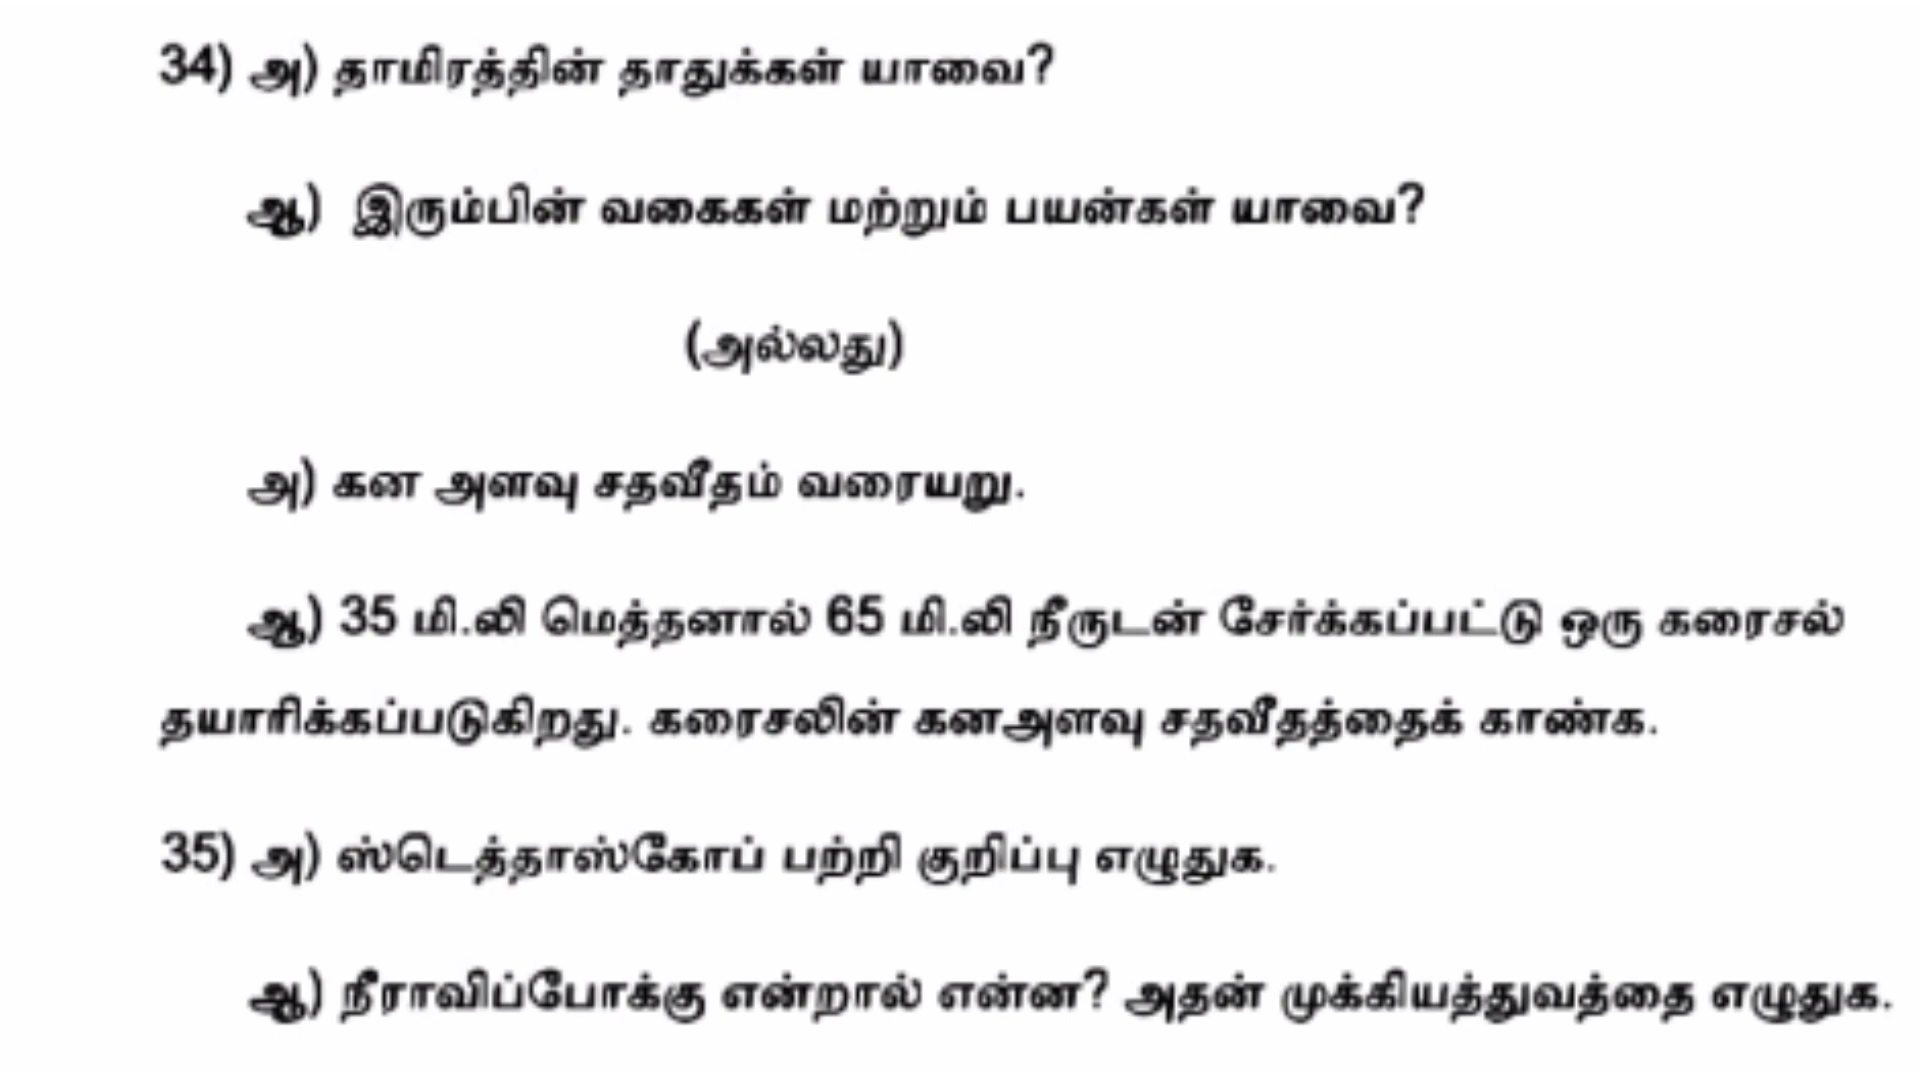 34) அ) தாமிரத்தின் தாதுக்கள் யாவை?
ஆ) இரும்பின் வகைகள் மற்றும் பயன்கள் யாவை?
(அல்லது)
அ) கன அளவு சதவீதம் வரையறு.
ஆ) 35 மி.லி மெத்தனால் 65 மி.லி நீருடன் சேர்க்கப்பட்டு ஒரு கரைசல்
தயாரிக்கப்படுகிறது. கரைசலின் கனஅளவு சதவீதத்தைக் காண்க.
35) அ) ஸ்டெத்தாஸ்கோப் பற்றி குறிப்பு எழுதுக.
ஆ) நீராவிப்போக்கு என்றால் என்ன? அதன் முக்கியத்துவத்தை எழுதுக.